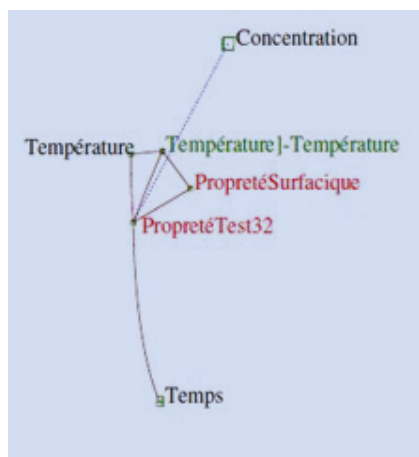 Concentration
Température
Température]-Température
PropretéSurfacique
PropretéTest32
Temps